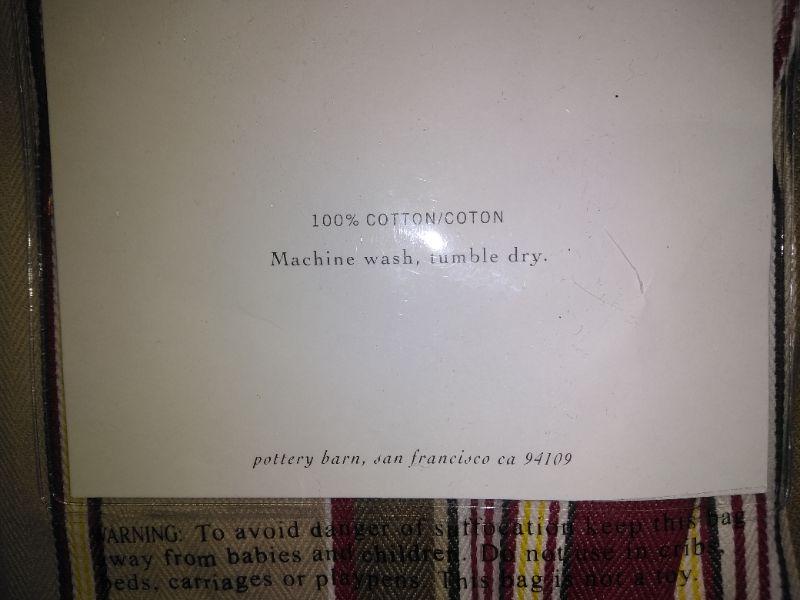 100% COTTON/COTON
Machine wash, tumble dry.
pottery barn, san francisco ca 94109
WARNING: To avoid danger of suffocation keep this bag
away from babies and children. Do not use in cribs,
beds, carriages or playpens. This bag is not a toy.